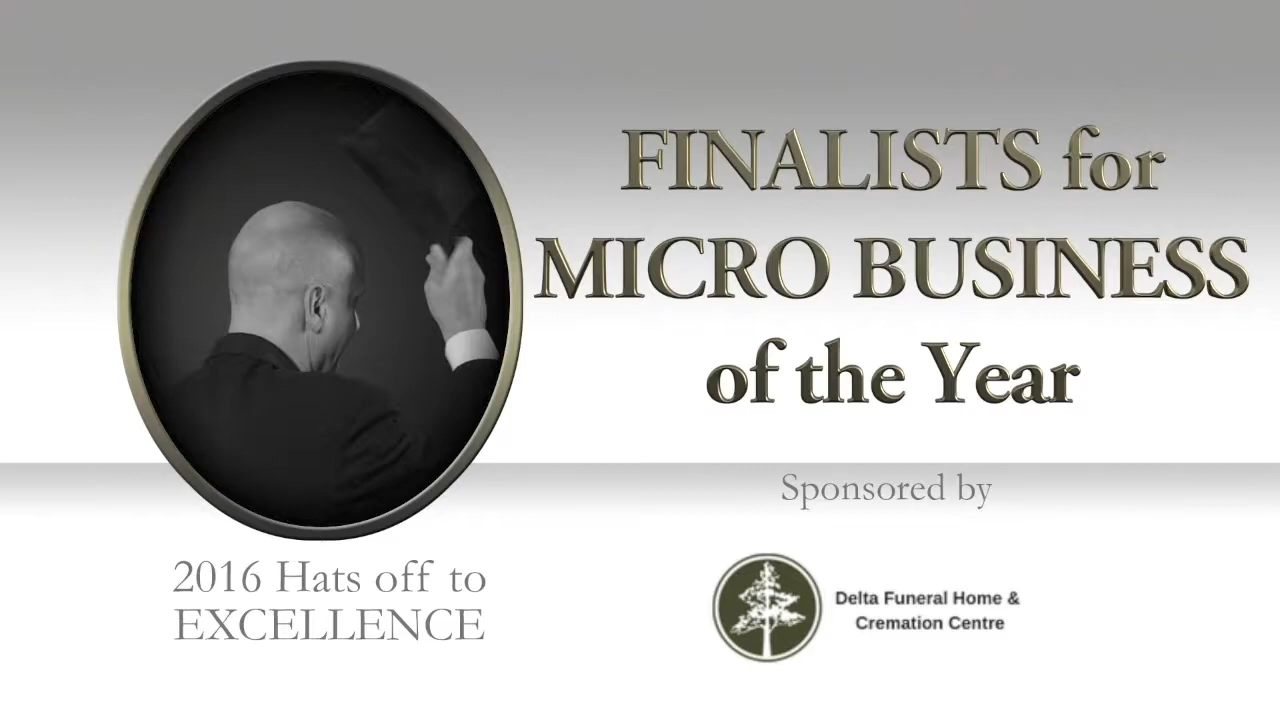 FINALISTS for
MICRO BUSINESS
of the Year
Sponsored by
2016 Hats off to
EXCELLENCE
Delta Funeral Home &
Cremation Centre